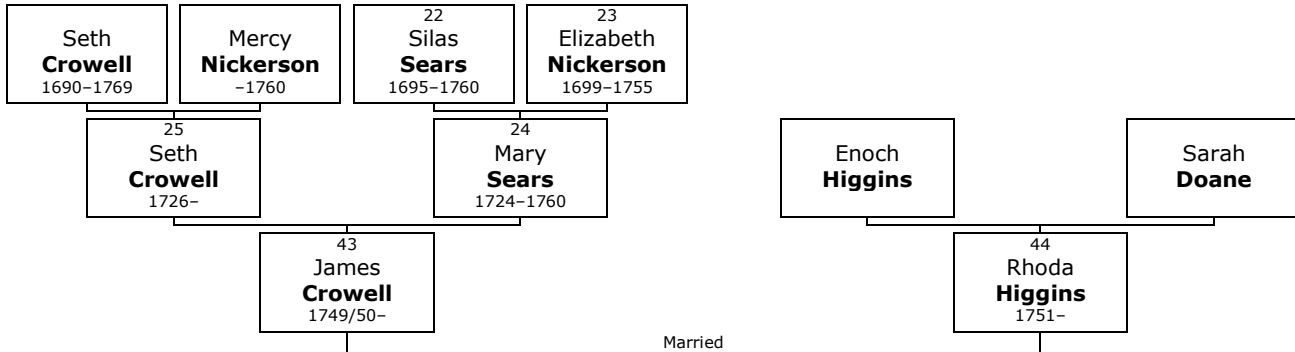 Seth
Crowell
1690–1769
Mercy
Nickerson
–1760
22
Silas
Sears
1695–1760
23
Elizabeth
Nickerson
1699–1755
25
Seth
Crowell
1726–
24
Mary
Sears
1724–1760
Enoch
Higgins
Sarah
Doane
43
James
Crowell
1749/50–
44
Rhoda
Higgins
1751–
Married